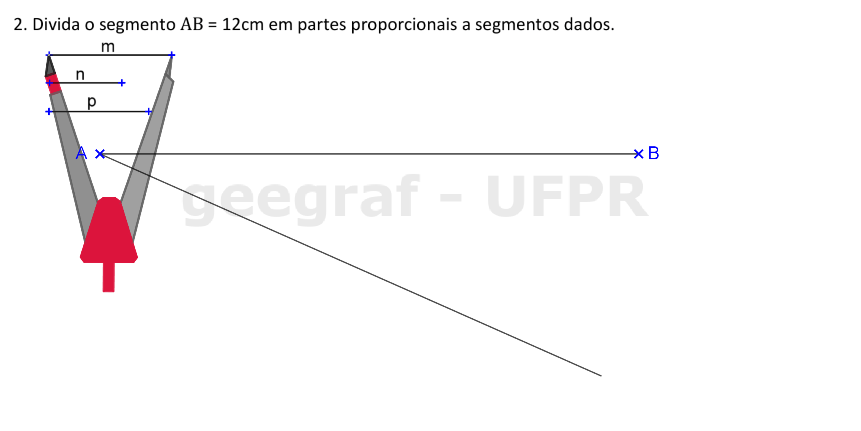 2. Divida o segmento AB = 12cm em partes proporcionais a segmentos dados.
m
n
p
A B
geegraf - UFPR